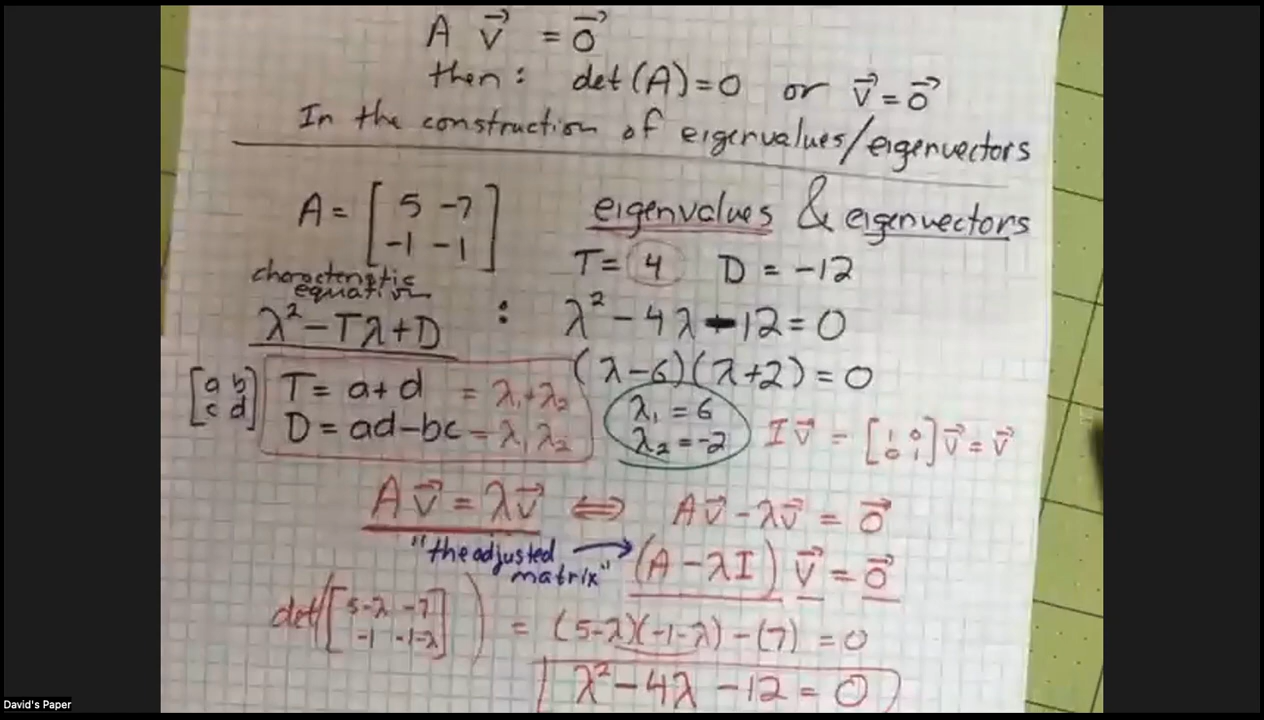 A v⃗ = 0⃗
then: det(A)=0 or v⃗=0⃗
In the construction of eigenvalues/eigenvectors
A = [5 -7
-1 -1]
eigenvalues & eigenvectors
T = 4 D = -12
characteristic
equation
λ² - Tλ + D : λ² - 4λ - 12 = 0
(λ-6)(λ+2) = 0
[a b
c d]
T = a+d = λ₁+λ₂
D = ad-bc = λ₁λ₂
λ₁ = 6
λ₂ = -2
I v⃗ = [1 0
0 1] v⃗ = v⃗
A v⃗ = λv⃗ ⇔ Av⃗ - λv⃗ = 0⃗
"the adjusted
matrix" → (A - λI) v⃗ = 0⃗
det([5-λ -7
-1 -1-λ]) = (5-λ)(-1-λ) - (7) = 0
λ² - 4λ - 12 = 0
David's Paper